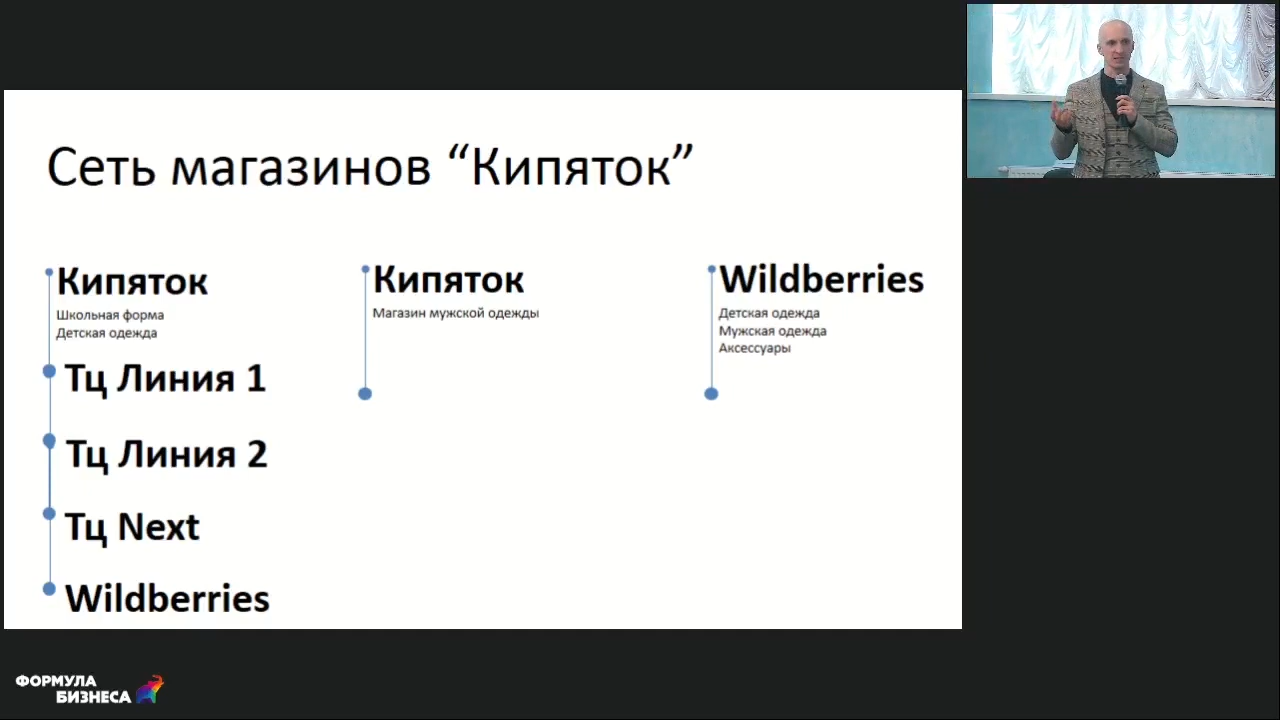 Сеть магазинов “Кипяток”
Кипяток
Школьная форма
Детская одежда
Тц Линия 1
Тц Линия 2
Тц Next
Wildberries
Кипяток
Магазин мужской одежды
Wildberries
Детская одежда
Мужская одежда
Аксессуары
ФОРМУЛА
БИЗНЕСА